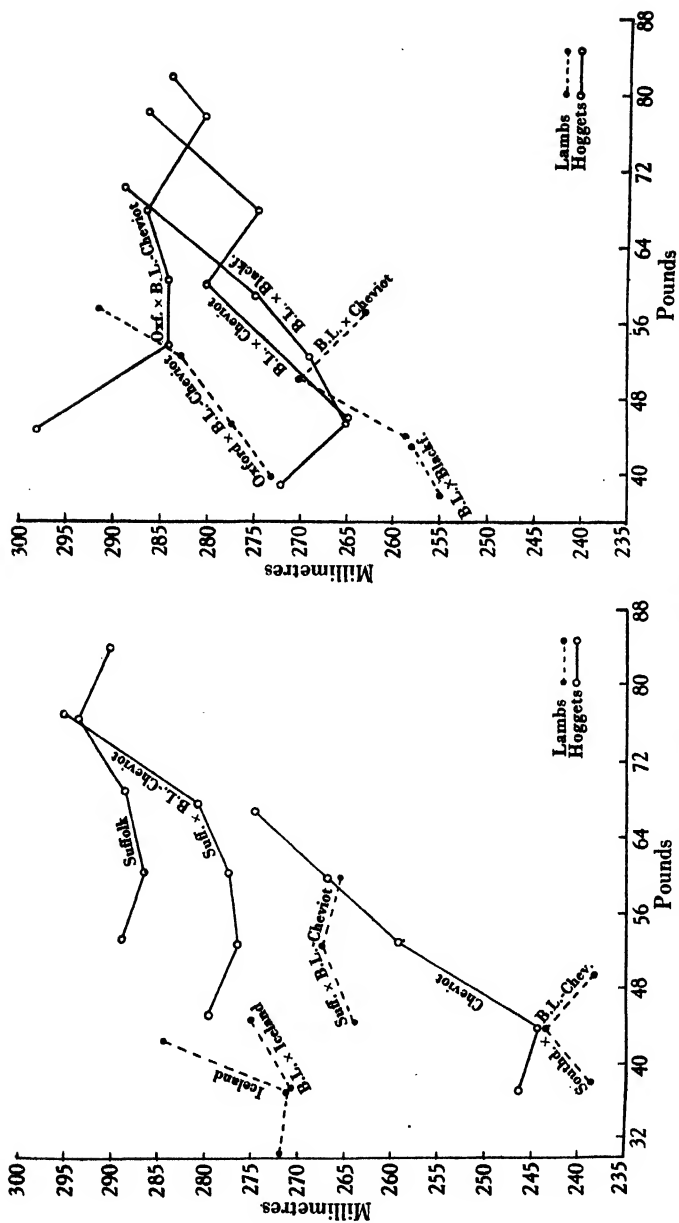 Millimetres
300
295
290
285
280
275
270
265
260
255
250
245
240
235
Suffolk
Suff. × B.L.-Cheviot
Iceland
B.L. × Iceland
Suff. × B.L.-Cheviot
Cheviot
Southd × B.L.-Chev.
Lambs
Hoggets
32 40 48 56 64 72 80 88
Pounds
Millimetres
300
295
290
285
280
275
270
265
260
255
250
245
240
235
Oxf. × B.L.-Cheviot
Oxford × B.L.-Cheviot
B.L. × Cheviot
B.L. × Blackf.
B.L. × Cheviot
B.L. × Blackf.
Lambs
Hoggets
40 48 56 64 72 80 88
Pounds